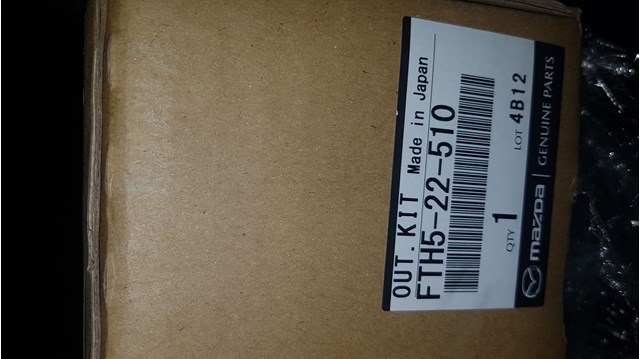 OUT. KIT Made in Japan
FTH5-22-510
QTY 1 LOT 4B12
mazda | GENUINE PARTS